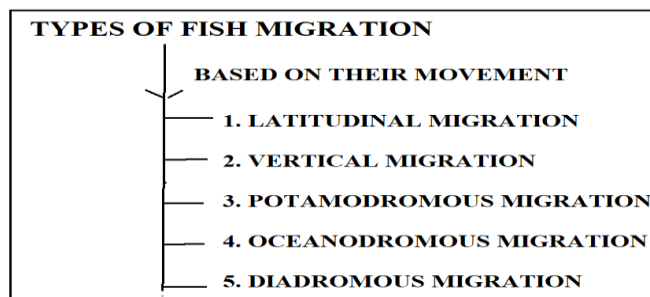 TYPES OF FISH MIGRATION
BASED ON THEIR MOVEMENT
1. LATITUDINAL MIGRATION
2. VERTICAL MIGRATION
3. POTAMODROMOUS MIGRATION
4. OCEANODROMOUS MIGRATION
5. DIADROMOUS MIGRATION